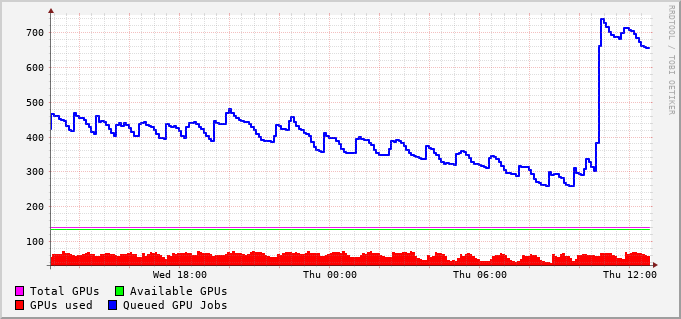 RRDTOOL / TOBI OETIKER
700
600
500
400
300
200
100
Wed 18:00 Thu 00:00 Thu 06:00 Thu 12:00
Total GPUs Available GPUs
GPUs used Queued GPU Jobs